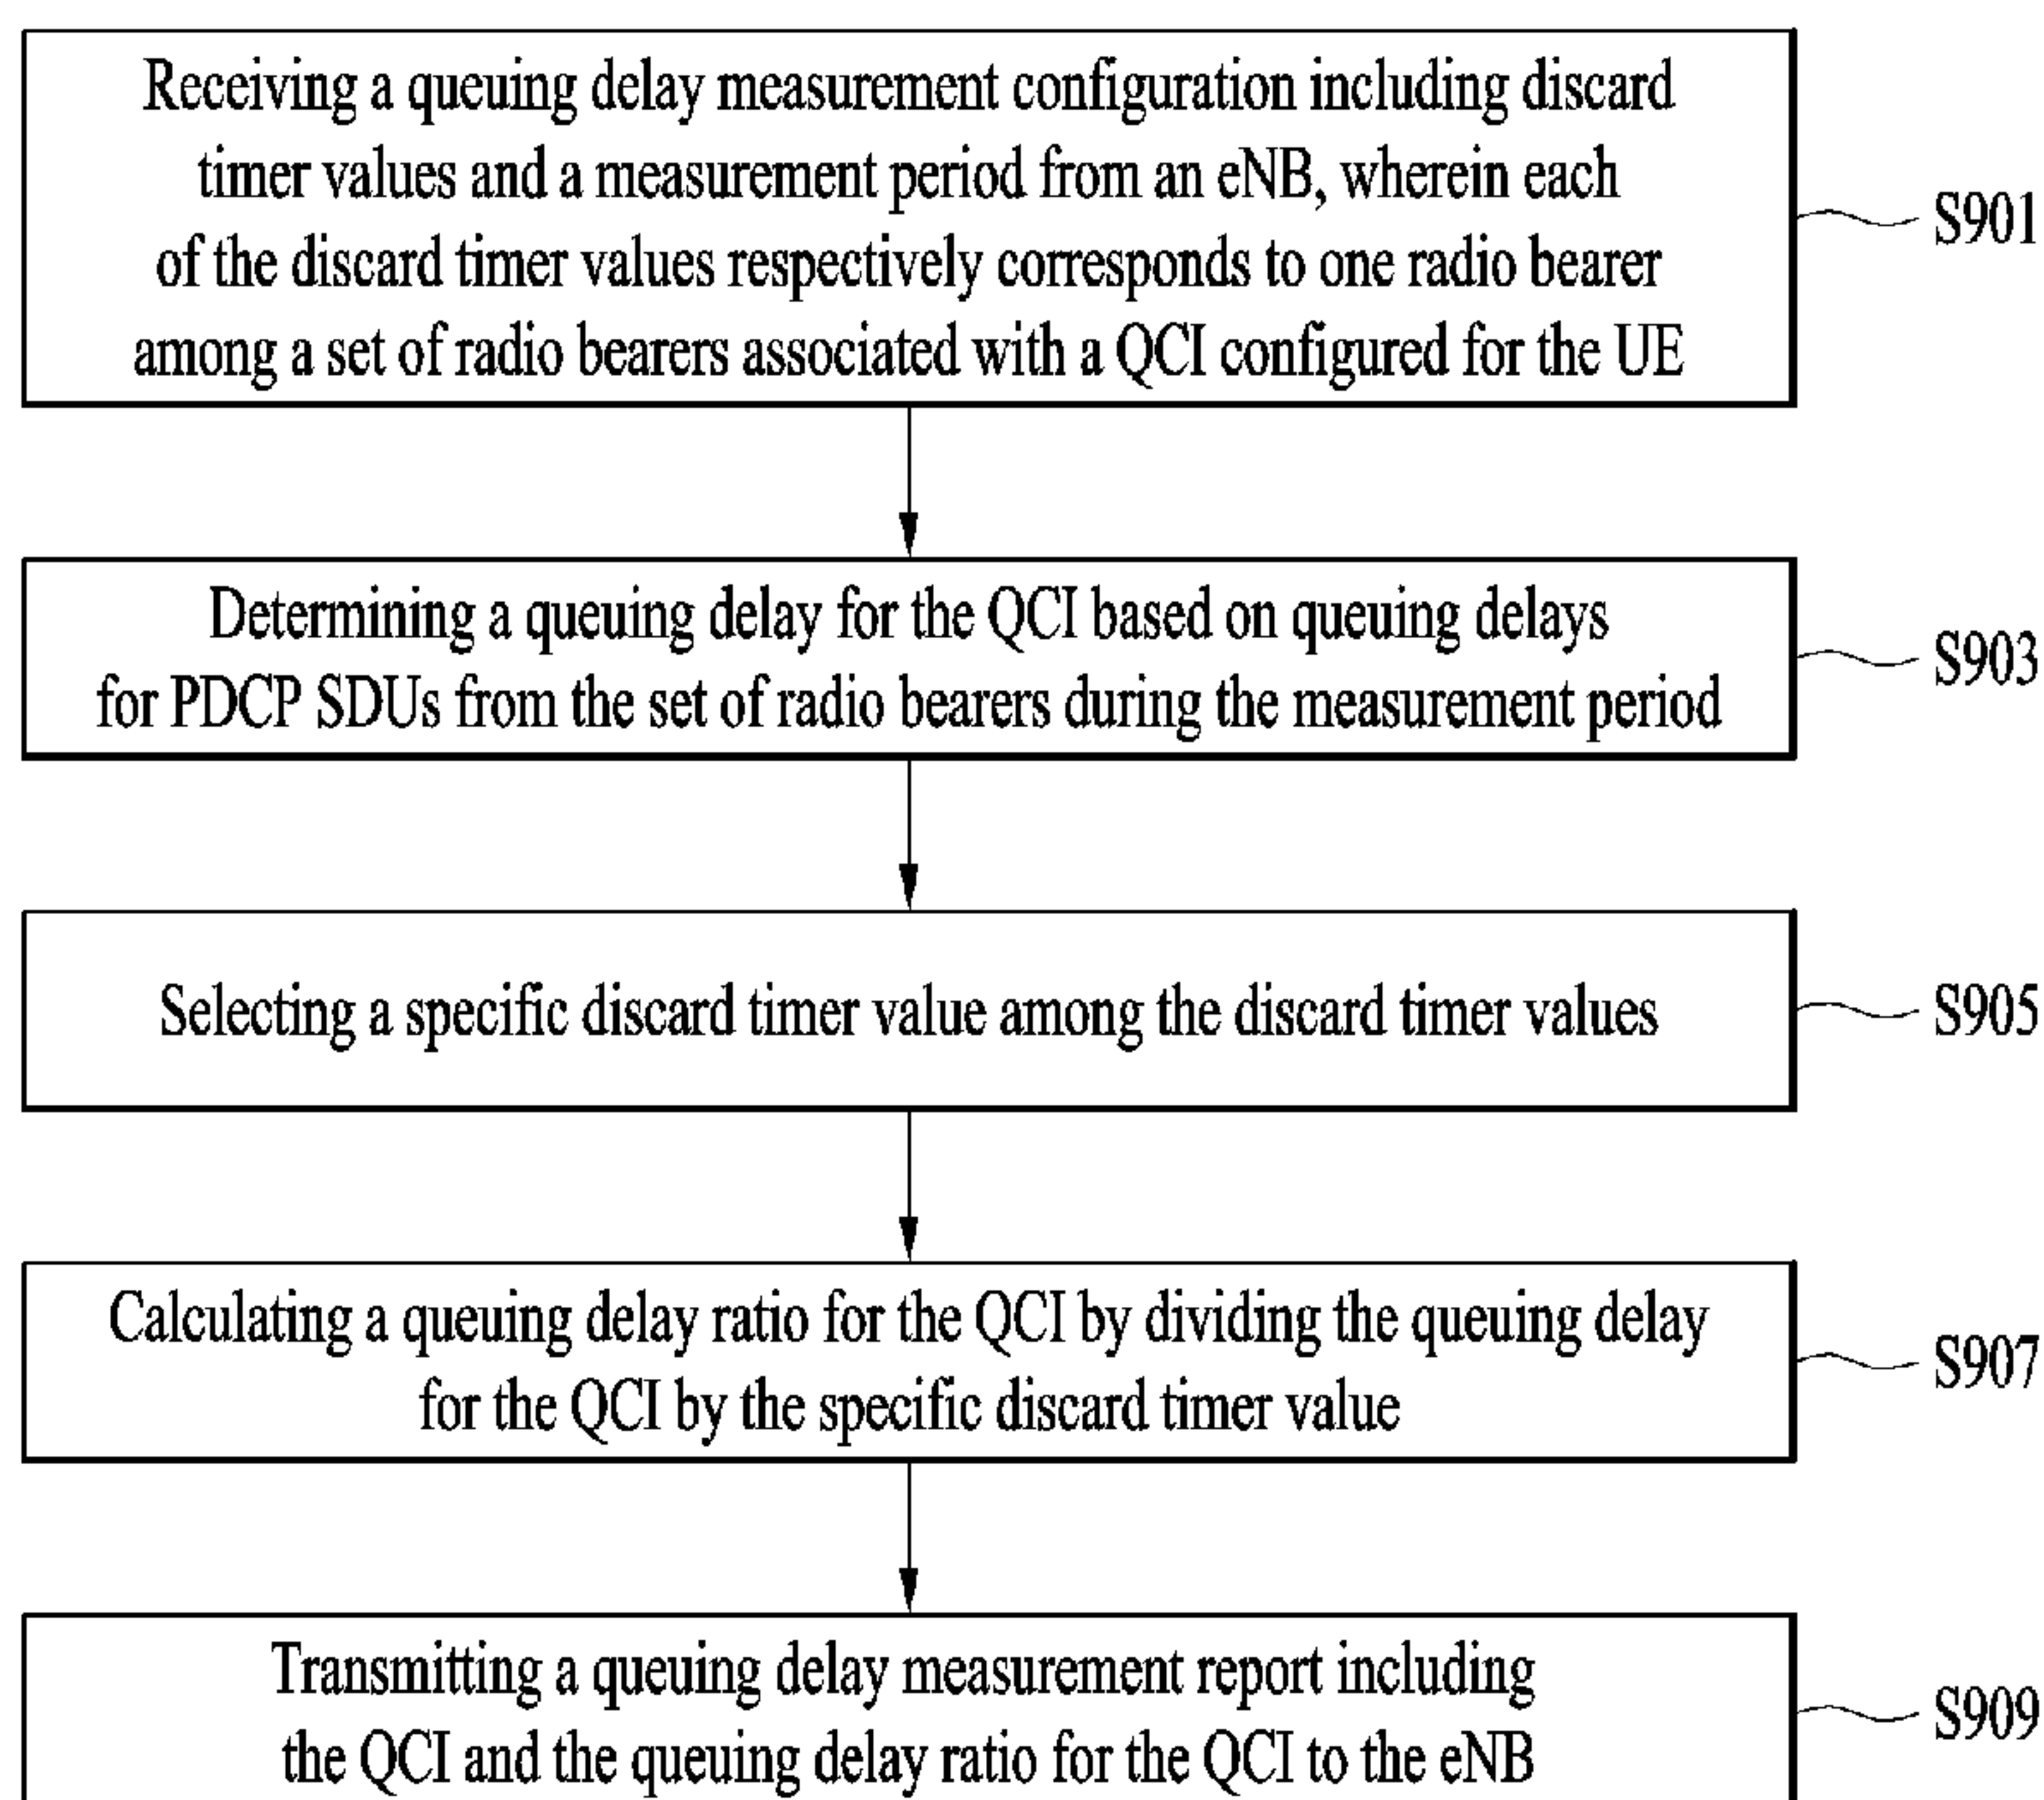 Receiving a queuing delay measurement configuration including discard
timer values and a measurement period from an eNB, wherein each
of the discard timer values respectively corresponds to one radio bearer
among a set of radio bearers associated with a QCI configured for the UE
S901
Determining a queuing delay for the QCI based on queuing delays
for PDCP SDUs from the set of radio bearers during the measurement period
S903
Selecting a specific discard timer value among the discard timer values
S905
Calculating a queuing delay ratio for the QCI by dividing the queuing delay
for the QCI by the specific discard timer value
S907
Transmitting a queuing delay measurement report including
the QCI and the queuing delay ratio for the QCI to the eNB
S909